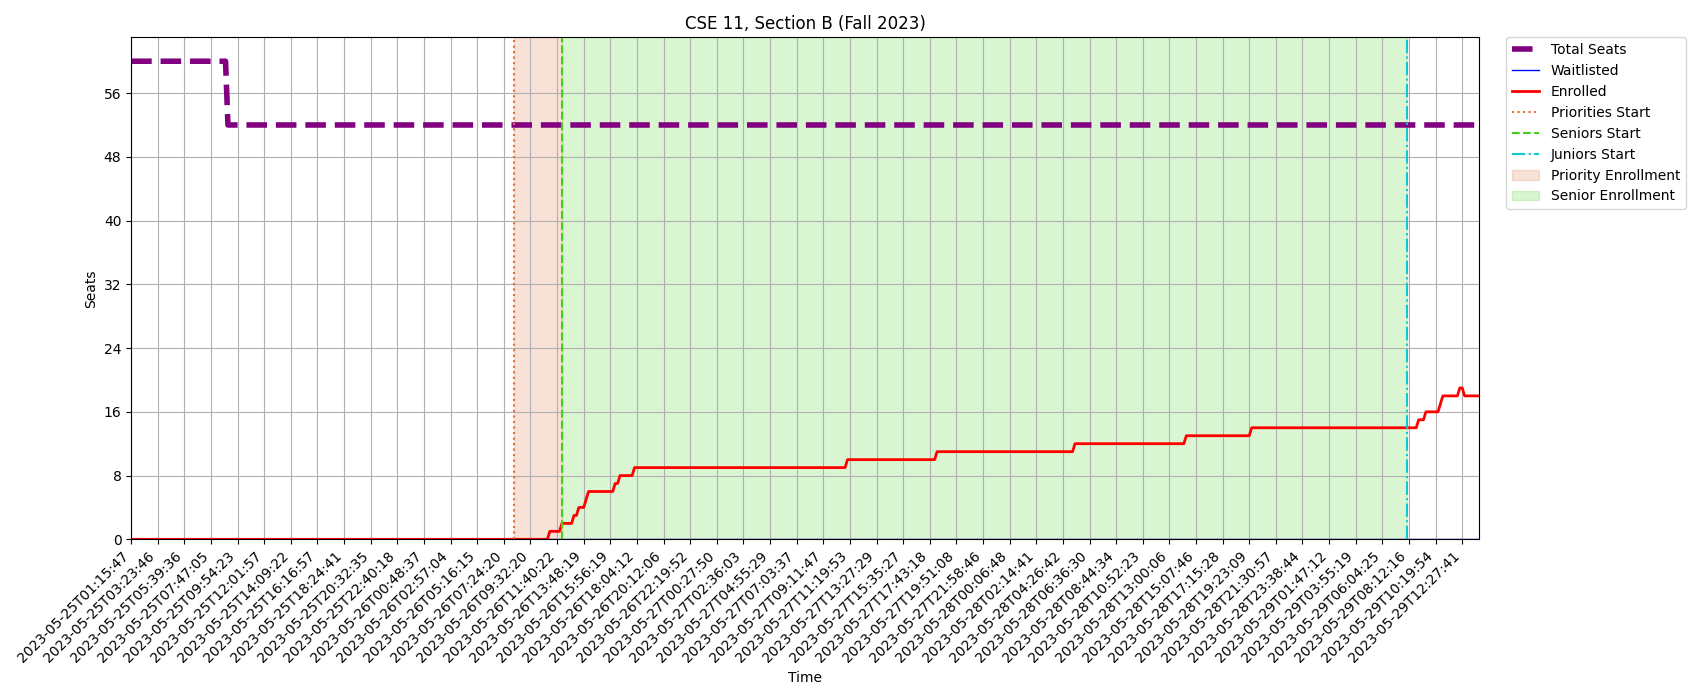 CSE 11, Section B (Fall 2023)
Total Seats
Waitlisted
Enrolled
Priorities Start
Seniors Start
Juniors Start
Priority Enrollment
Senior Enrollment
Seats
56
48
40
32
24
16
8
0
2023-05-25T01:15:47
2023-05-25T03:23:46
2023-05-25T05:39:36
2023-05-25T07:47:05
2023-05-25T09:54:23
2023-05-25T12:01:57
2023-05-25T14:09:22
2023-05-25T16:16:57
2023-05-25T18:24:41
2023-05-25T20:32:35
2023-05-25T22:40:18
2023-05-26T00:48:37
2023-05-26T02:57:04
2023-05-26T05:16:15
2023-05-26T07:24:20
2023-05-26T09:32:20
2023-05-26T11:40:22
2023-05-26T13:48:19
2023-05-26T15:56:19
2023-05-26T18:04:12
2023-05-26T20:12:06
2023-05-26T22:19:52
2023-05-27T00:27:50
2023-05-27T02:36:03
2023-05-27T04:55:29
2023-05-27T07:03:37
2023-05-27T09:11:47
2023-05-27T11:19:53
2023-05-27T13:27:29
2023-05-27T15:35:27
2023-05-27T17:43:18
2023-05-27T19:51:08
2023-05-27T21:58:46
2023-05-28T00:06:48
2023-05-28T02:14:41
2023-05-28T04:26:42
2023-05-28T06:36:30
2023-05-28T08:44:34
2023-05-28T10:52:23
2023-05-28T13:00:06
2023-05-28T15:07:46
2023-05-28T17:15:28
2023-05-28T19:23:09
2023-05-28T21:30:57
2023-05-28T23:38:44
2023-05-29T01:47:12
2023-05-29T03:55:19
2023-05-29T06:04:25
2023-05-29T08:12:16
2023-05-29T10:19:54
2023-05-29T12:27:41
Time